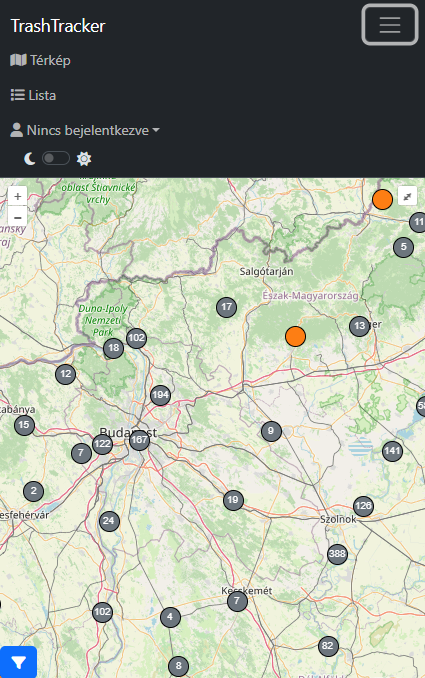 TrashTracker
Térkép
Lista
Nincs bejelentkezve
+
−
oblasť Štiavnické
vrchy
11
5
Salgótarján
Észak-Magyarország
17
Duna-Ipoly
Nemzeti
Park
13
102
18
12
194
15
Budapest
167
122
7
9
141
2
126
19
24
Szolnok
388
Kecskemét
7
102
4
82
8